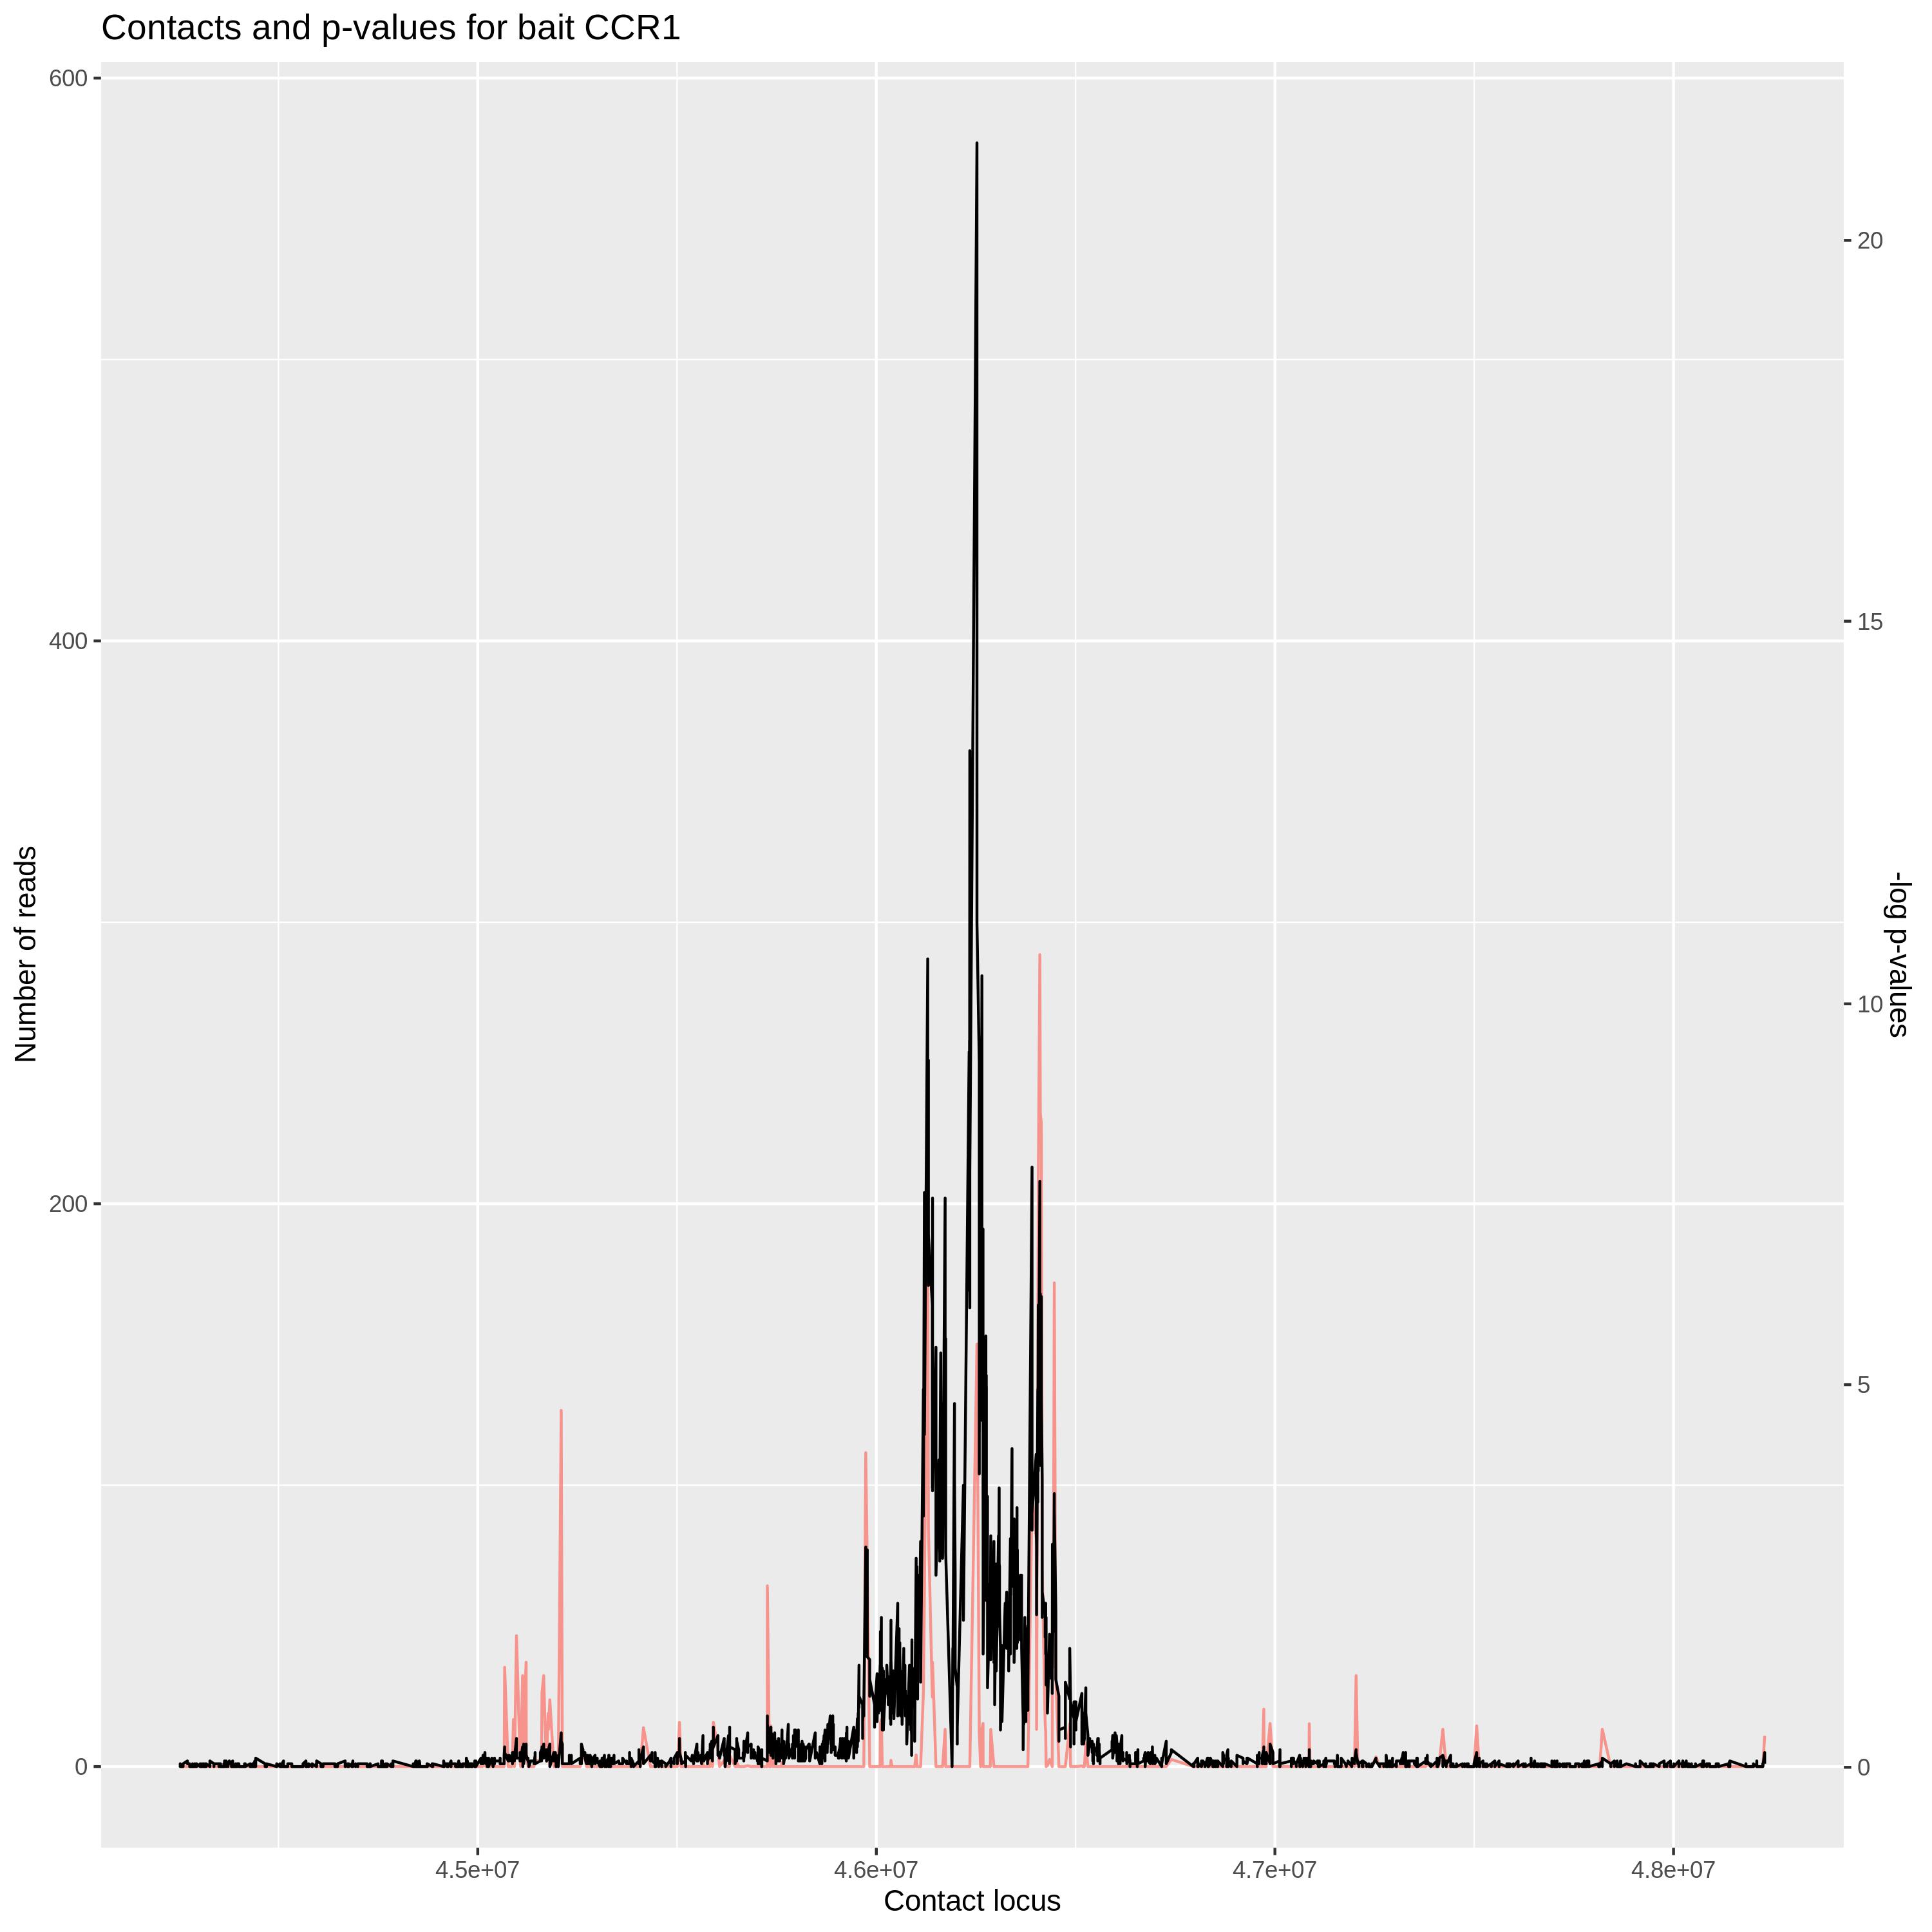 Contacts and p-values for bait CCR1
600
400
200
0
Number of reads
20
15
10
5
0
-log p-values
4.5e+07
4.6e+07
4.7e+07
4.8e+07
Contact locus